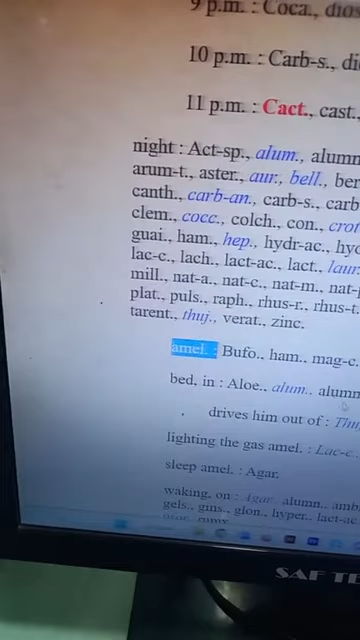 9 p.m. : Coca., dios
10 p.m. : Carb-s., di
11 p.m. : Cact., cast.,
night : Act-sp., alum., alumn
arum-t., aster., aur., bell., ber
canth., carb-an., carb-s., carb
clem., cocc., colch., con., crot
guai., ham., hep., hydr-ac., hyo
lac-c., lach., lact-ac., lact., laur
mill., nat-a., nat-c., nat-m., nat-p
plat., puls., raph., rhus-r., rhus-t.
tarent., thuj., verat., zinc.
amel. : Bufo., ham., mag-c.
bed, in : Aloe., alum., alumn
drives him out of : Thu
lighting the gas amel. : Lac-c.
sleep amel. : Agar.
waking, on : Agar., alumn., amb
gels., gins., glon., hyper., lact-ac